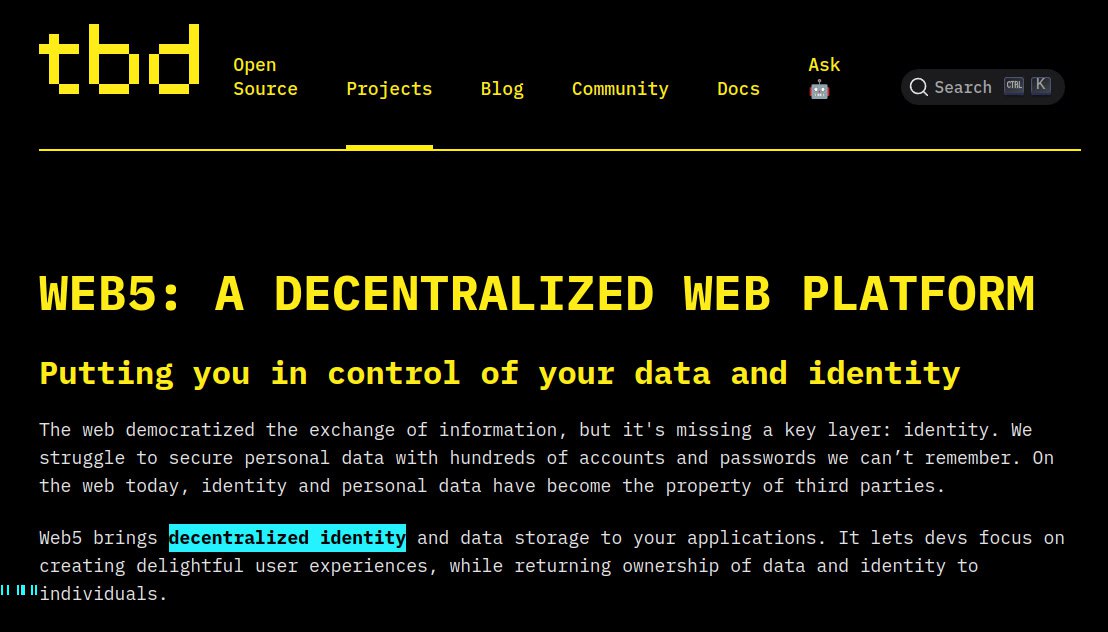 tbd
Open
Source
Projects
Blog
Community
Docs
Ask
🤖
Search
CTRL
K
WEB5: A DECENTRALIZED WEB PLATFORM
Putting you in control of your data and identity
The web democratized the exchange of information, but it's missing a key layer: identity. We
struggle to secure personal data with hundreds of accounts and passwords we can’t remember. On
the web today, identity and personal data have become the property of third parties.
Web5 brings decentralized identity and data storage to your applications. It lets devs focus on
creating delightful user experiences, while returning ownership of data and identity to
individuals.